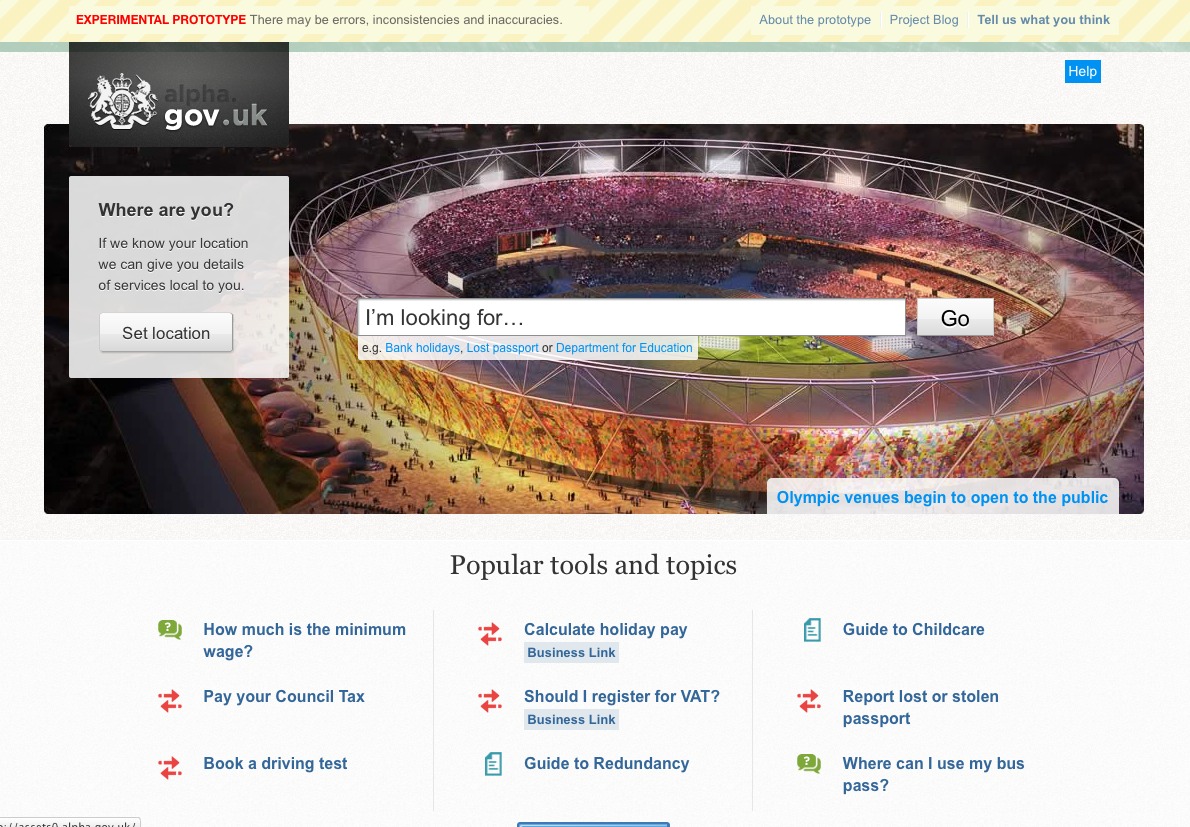 EXPERIMENTAL PROTOTYPE There may be errors, inconsistencies and inaccuracies.
About the prototype
Project Blog
Tell us what you think
Help
alpha.
gov.uk
Where are you?
If we know your location
we can give you details
of services local to you.
Set location
I'm looking for…
Go
e.g. Bank holidays, Lost passport or Department for Education
Olympic venues begin to open to the public
Popular tools and topics
How much is the minimum
wage?
Pay your Council Tax
Book a driving test
Calculate holiday pay
Business Link
Should I register for VAT?
Business Link
Guide to Redundancy
Guide to Childcare
Report lost or stolen
passport
Where can I use my bus
pass?